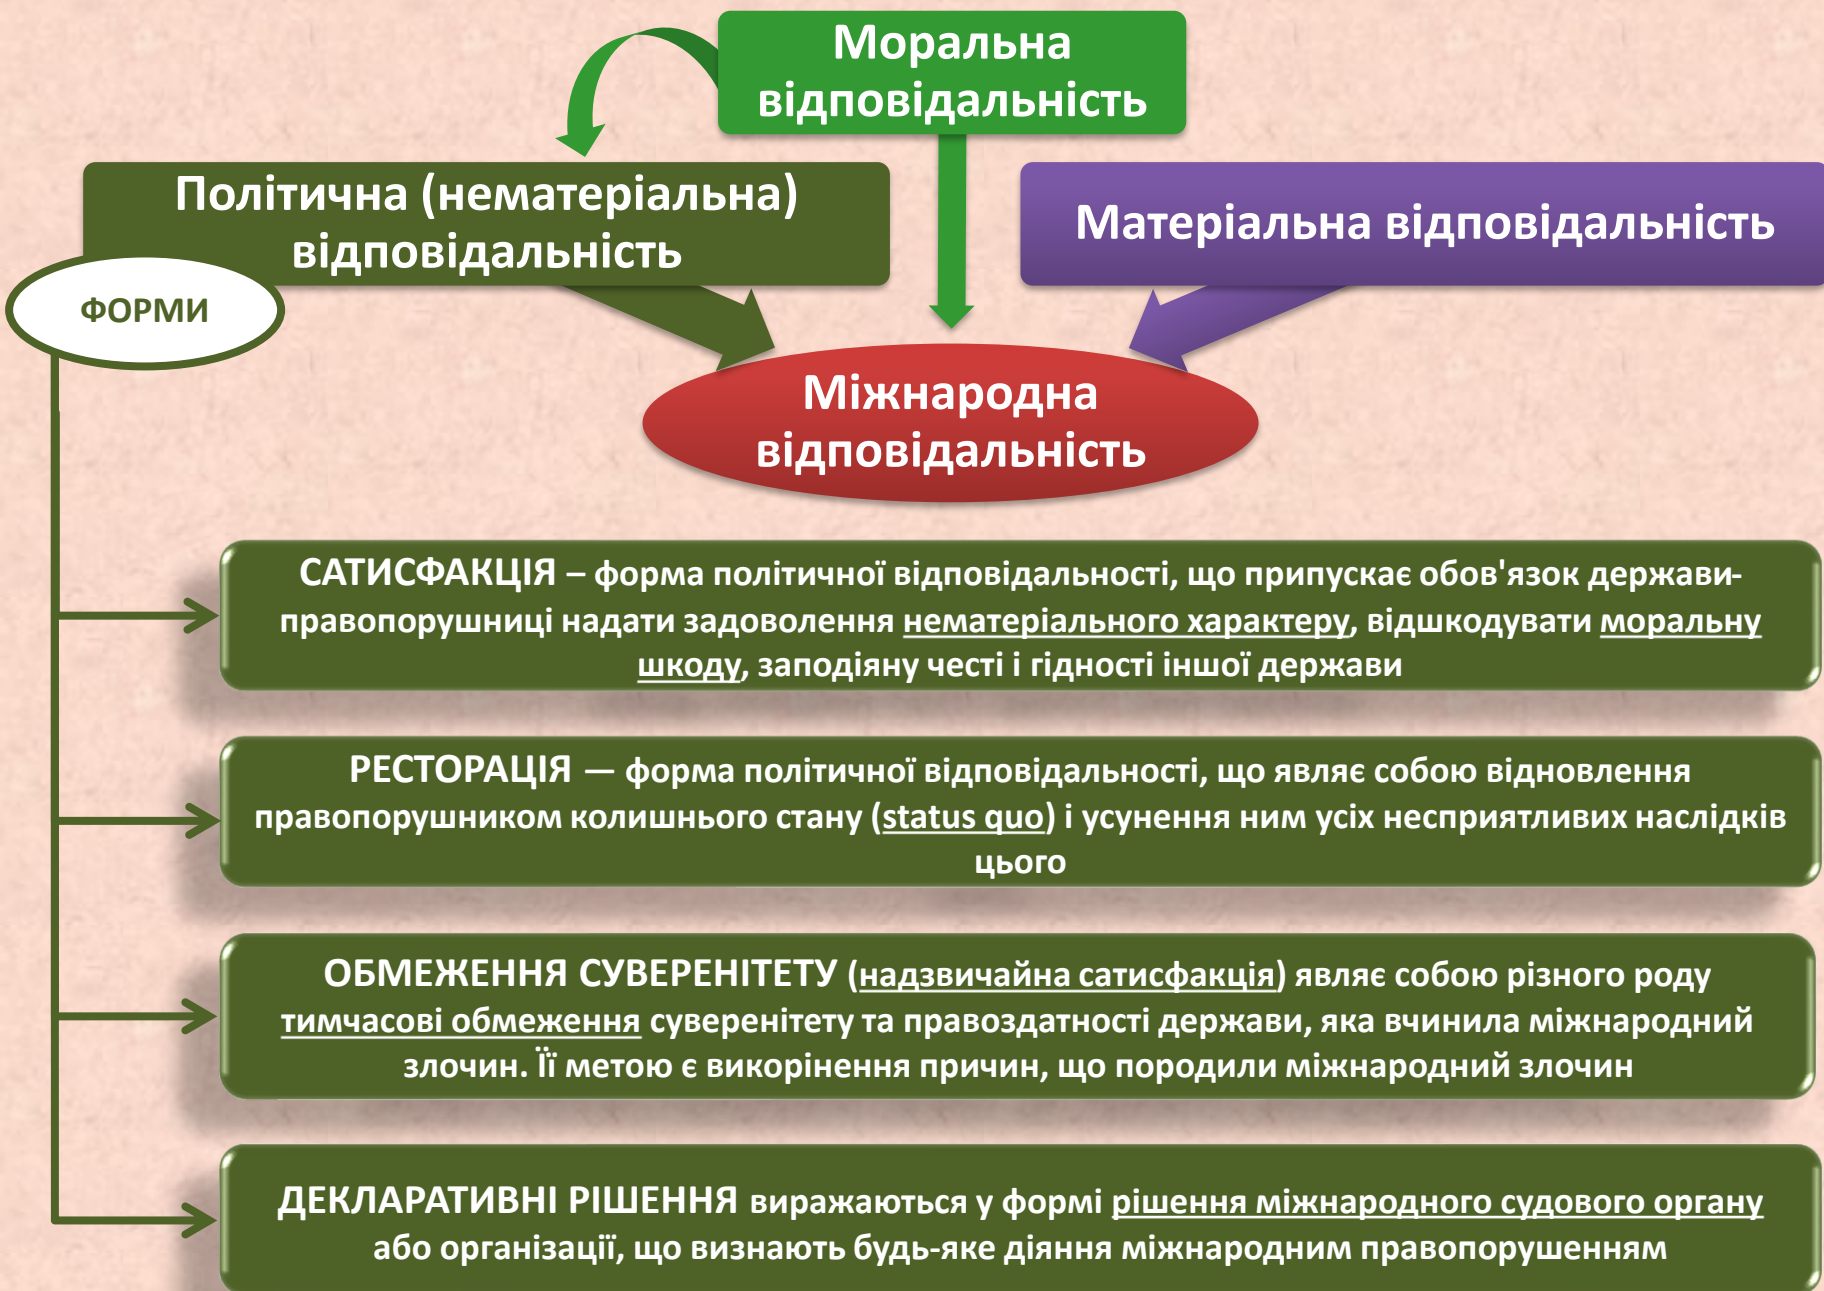 Моральна
відповідальність
Політична (нематеріальна)
відповідальність
Матеріальна відповідальність
ФОРМИ
Міжнародна
відповідальність
САТИСФАКЦІЯ – форма політичної відповідальності, що припускає обов'язок держави-
правопорушниці надати задоволення нематеріального характеру, відшкодувати моральну
шкоду, заподіяну честі і гідності іншої держави
РЕСТОРАЦІЯ — форма політичної відповідальності, що являє собою відновлення
правопорушником колишнього стану (status quo) і усунення ним усіх несприятливих наслідків
цього
ОБМЕЖЕННЯ СУВЕРЕНІТЕТУ (надзвичайна сатисфакція) являє собою різного роду
тимчасові обмеження суверенітету та правоздатності держави, яка вчинила міжнародний
злочин. Її метою є викорінення причин, що породили міжнародний злочин
ДЕКЛАРАТИВНІ РІШЕННЯ виражаються у формі рішення міжнародного судового органу
або організації, що визнають будь-яке діяння міжнародним правопорушенням